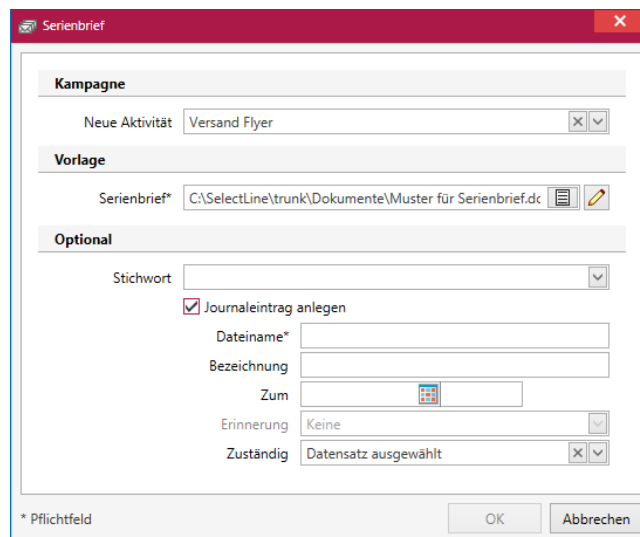 Serienbrief
Kampagne
Neue Aktivität Versand Flyer
Vorlage
Serienbrief* C:\SelectLine\trunk\Dokumente\Muster für Serienbrief.dc
Optional
Stichwort
Journaleintrag anlegen
Dateiname*
Bezeichnung
Zum
Erinnerung Keine
Zuständig Datensatz ausgewählt
* Pflichtfeld OK Abbrechen